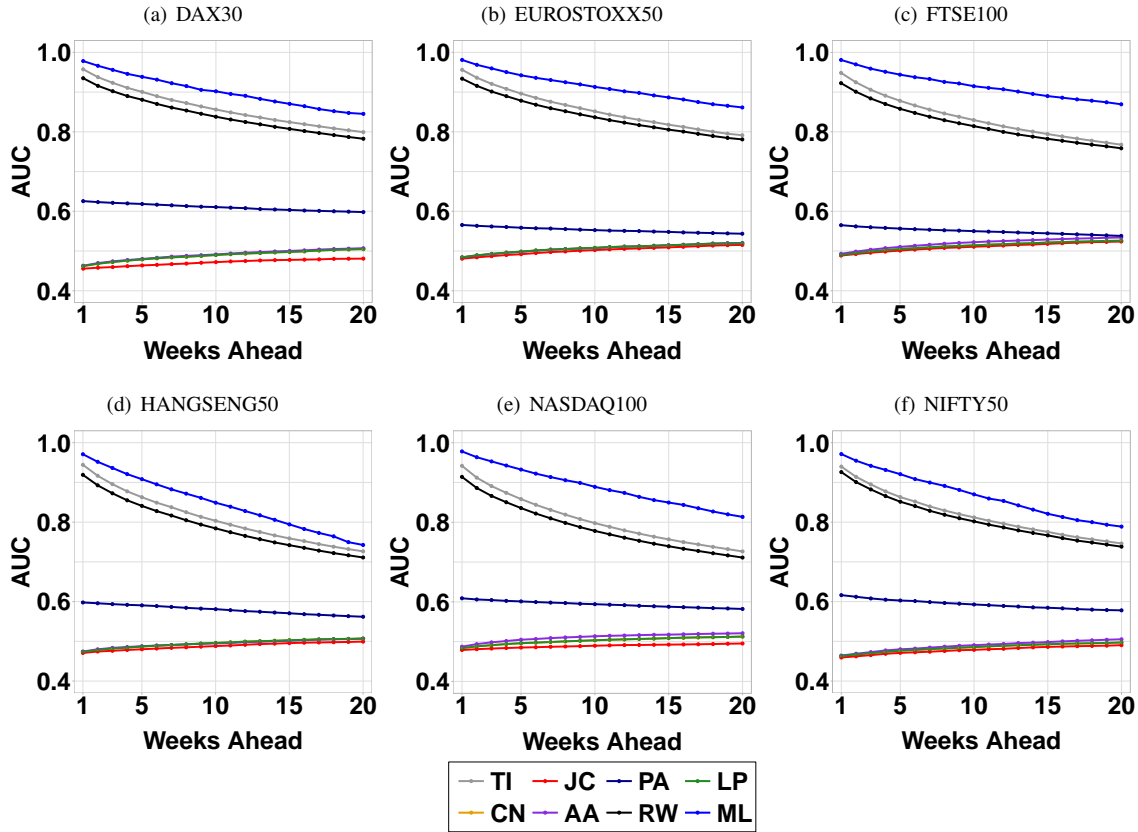 (a) DAX30
1.0
0.8
0.6
0.4
AUC
1 5 10 15 20
Weeks Ahead
(b) EUROSTOXX50
1.0
0.8
0.6
0.4
AUC
1 5 10 15 20
Weeks Ahead
(c) FTSE100
1.0
0.8
0.6
0.4
AUC
1 5 10 15 20
Weeks Ahead
(d) HANGSENG50
1.0
0.8
0.6
0.4
AUC
1 5 10 15 20
Weeks Ahead
(e) NASDAQ100
1.0
0.8
0.6
0.4
AUC
1 5 10 15 20
Weeks Ahead
(f) NIFTY50
1.0
0.8
0.6
0.4
AUC
1 5 10 15 20
Weeks Ahead
TI JC PA LP
CN AA RW ML